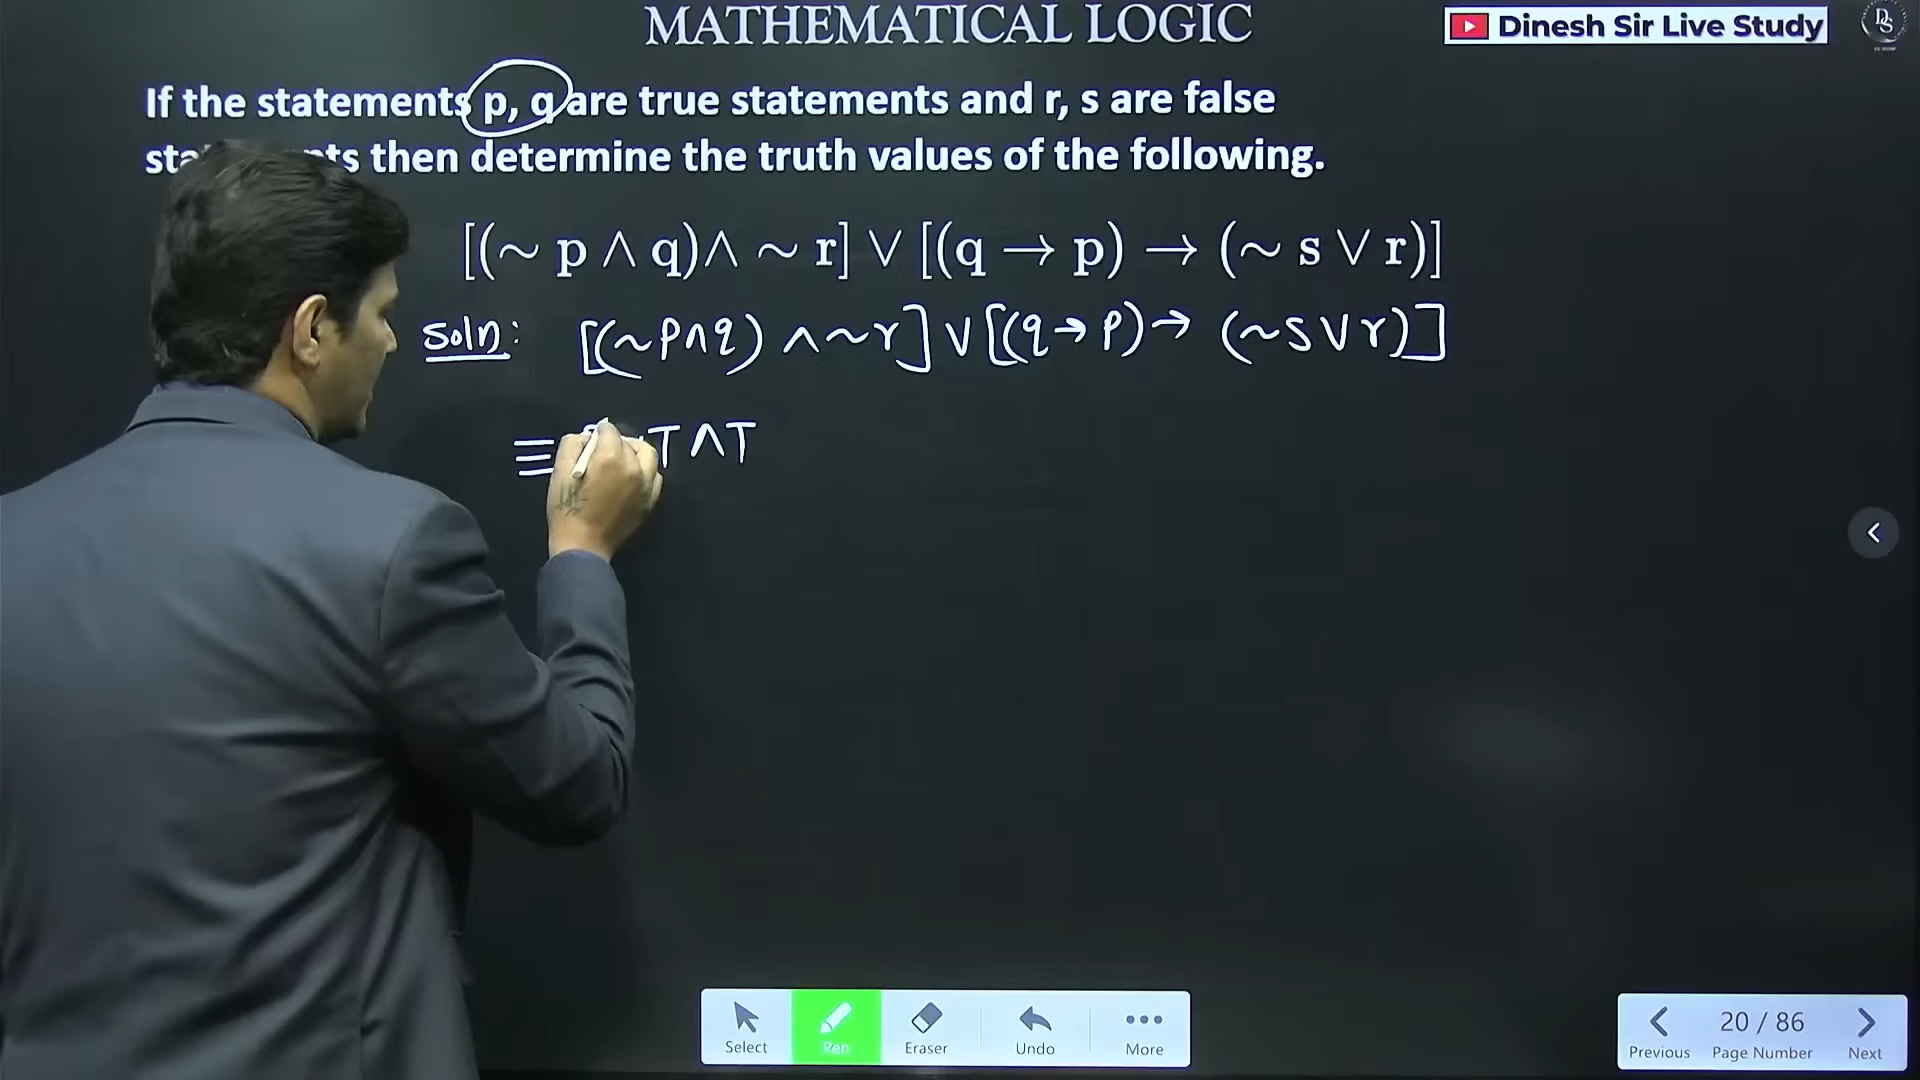 MATHEMATICAL LOGIC
Dinesh Sir Live Study
DS
If the statements p, q are true statements and r, s are false
then determine the truth values of the following.
[(∼ p ∧ q)∧ ∼ r] ∨ [(q → p) → (∼ s ∨ r)]
Soln: [(~p∧q) ∧ ~r] ∨ [(q→p) → (~s∨r)]
≡ T∧T
Select
Pen
Eraser
Undo
More
20 / 86
Previous Page Number Next